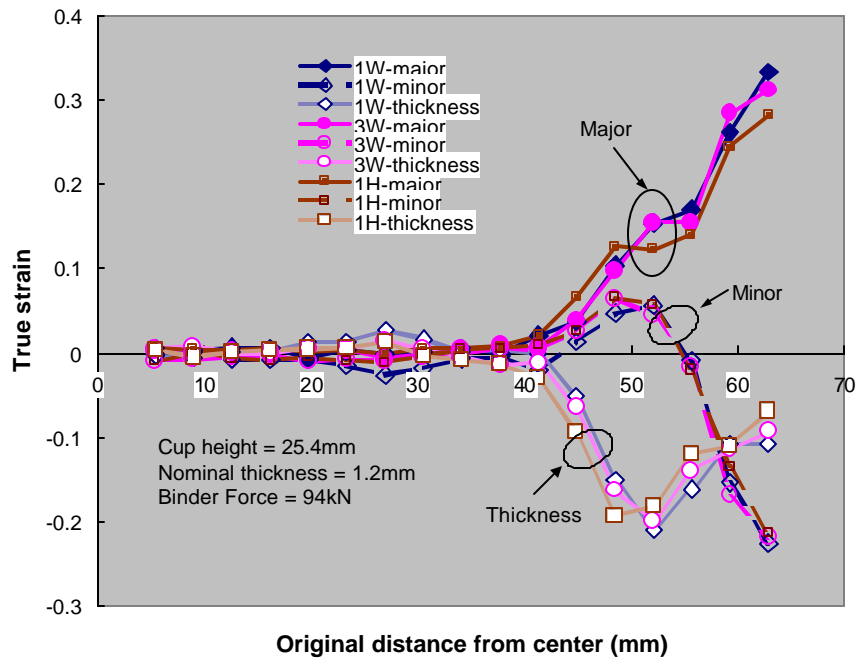 0.4
0.3
0.2
0.1
0
-0.1
-0.2
-0.3
True strain
1W-major
1W-minor
1W-thickness
3W-major
3W-minor
3W-thickness
1H-major
1H-minor
1H-thickness
Major
Minor
Thickness
0 10 20 30 40 50 60 70
Cup height = 25.4mm
Nominal thickness = 1.2mm
Binder Force = 94kN
Original distance from center (mm)